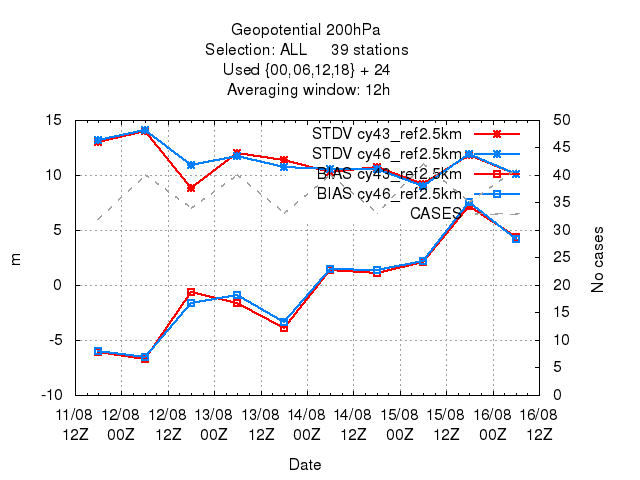 Geopotential 200hPa
Selection: ALL 39 stations
Used {00,06,12,18} + 24
Averaging window: 12h
15
10
5
0
-5
-10
m
50
45
40
35
30
25
20
15
10
5
0
No cases
STDV cy43_ref2.5km
STDV cy46_ref2.5km
BIAS cy43_ref2.5km
BIAS cy46_ref2.5km
CASES
11/08 12/08 12/08 13/08 13/08 14/08 14/08 15/08 15/08 16/08 16/08
12Z 00Z 12Z 00Z 12Z 00Z 12Z 00Z 12Z 00Z 12Z
Date